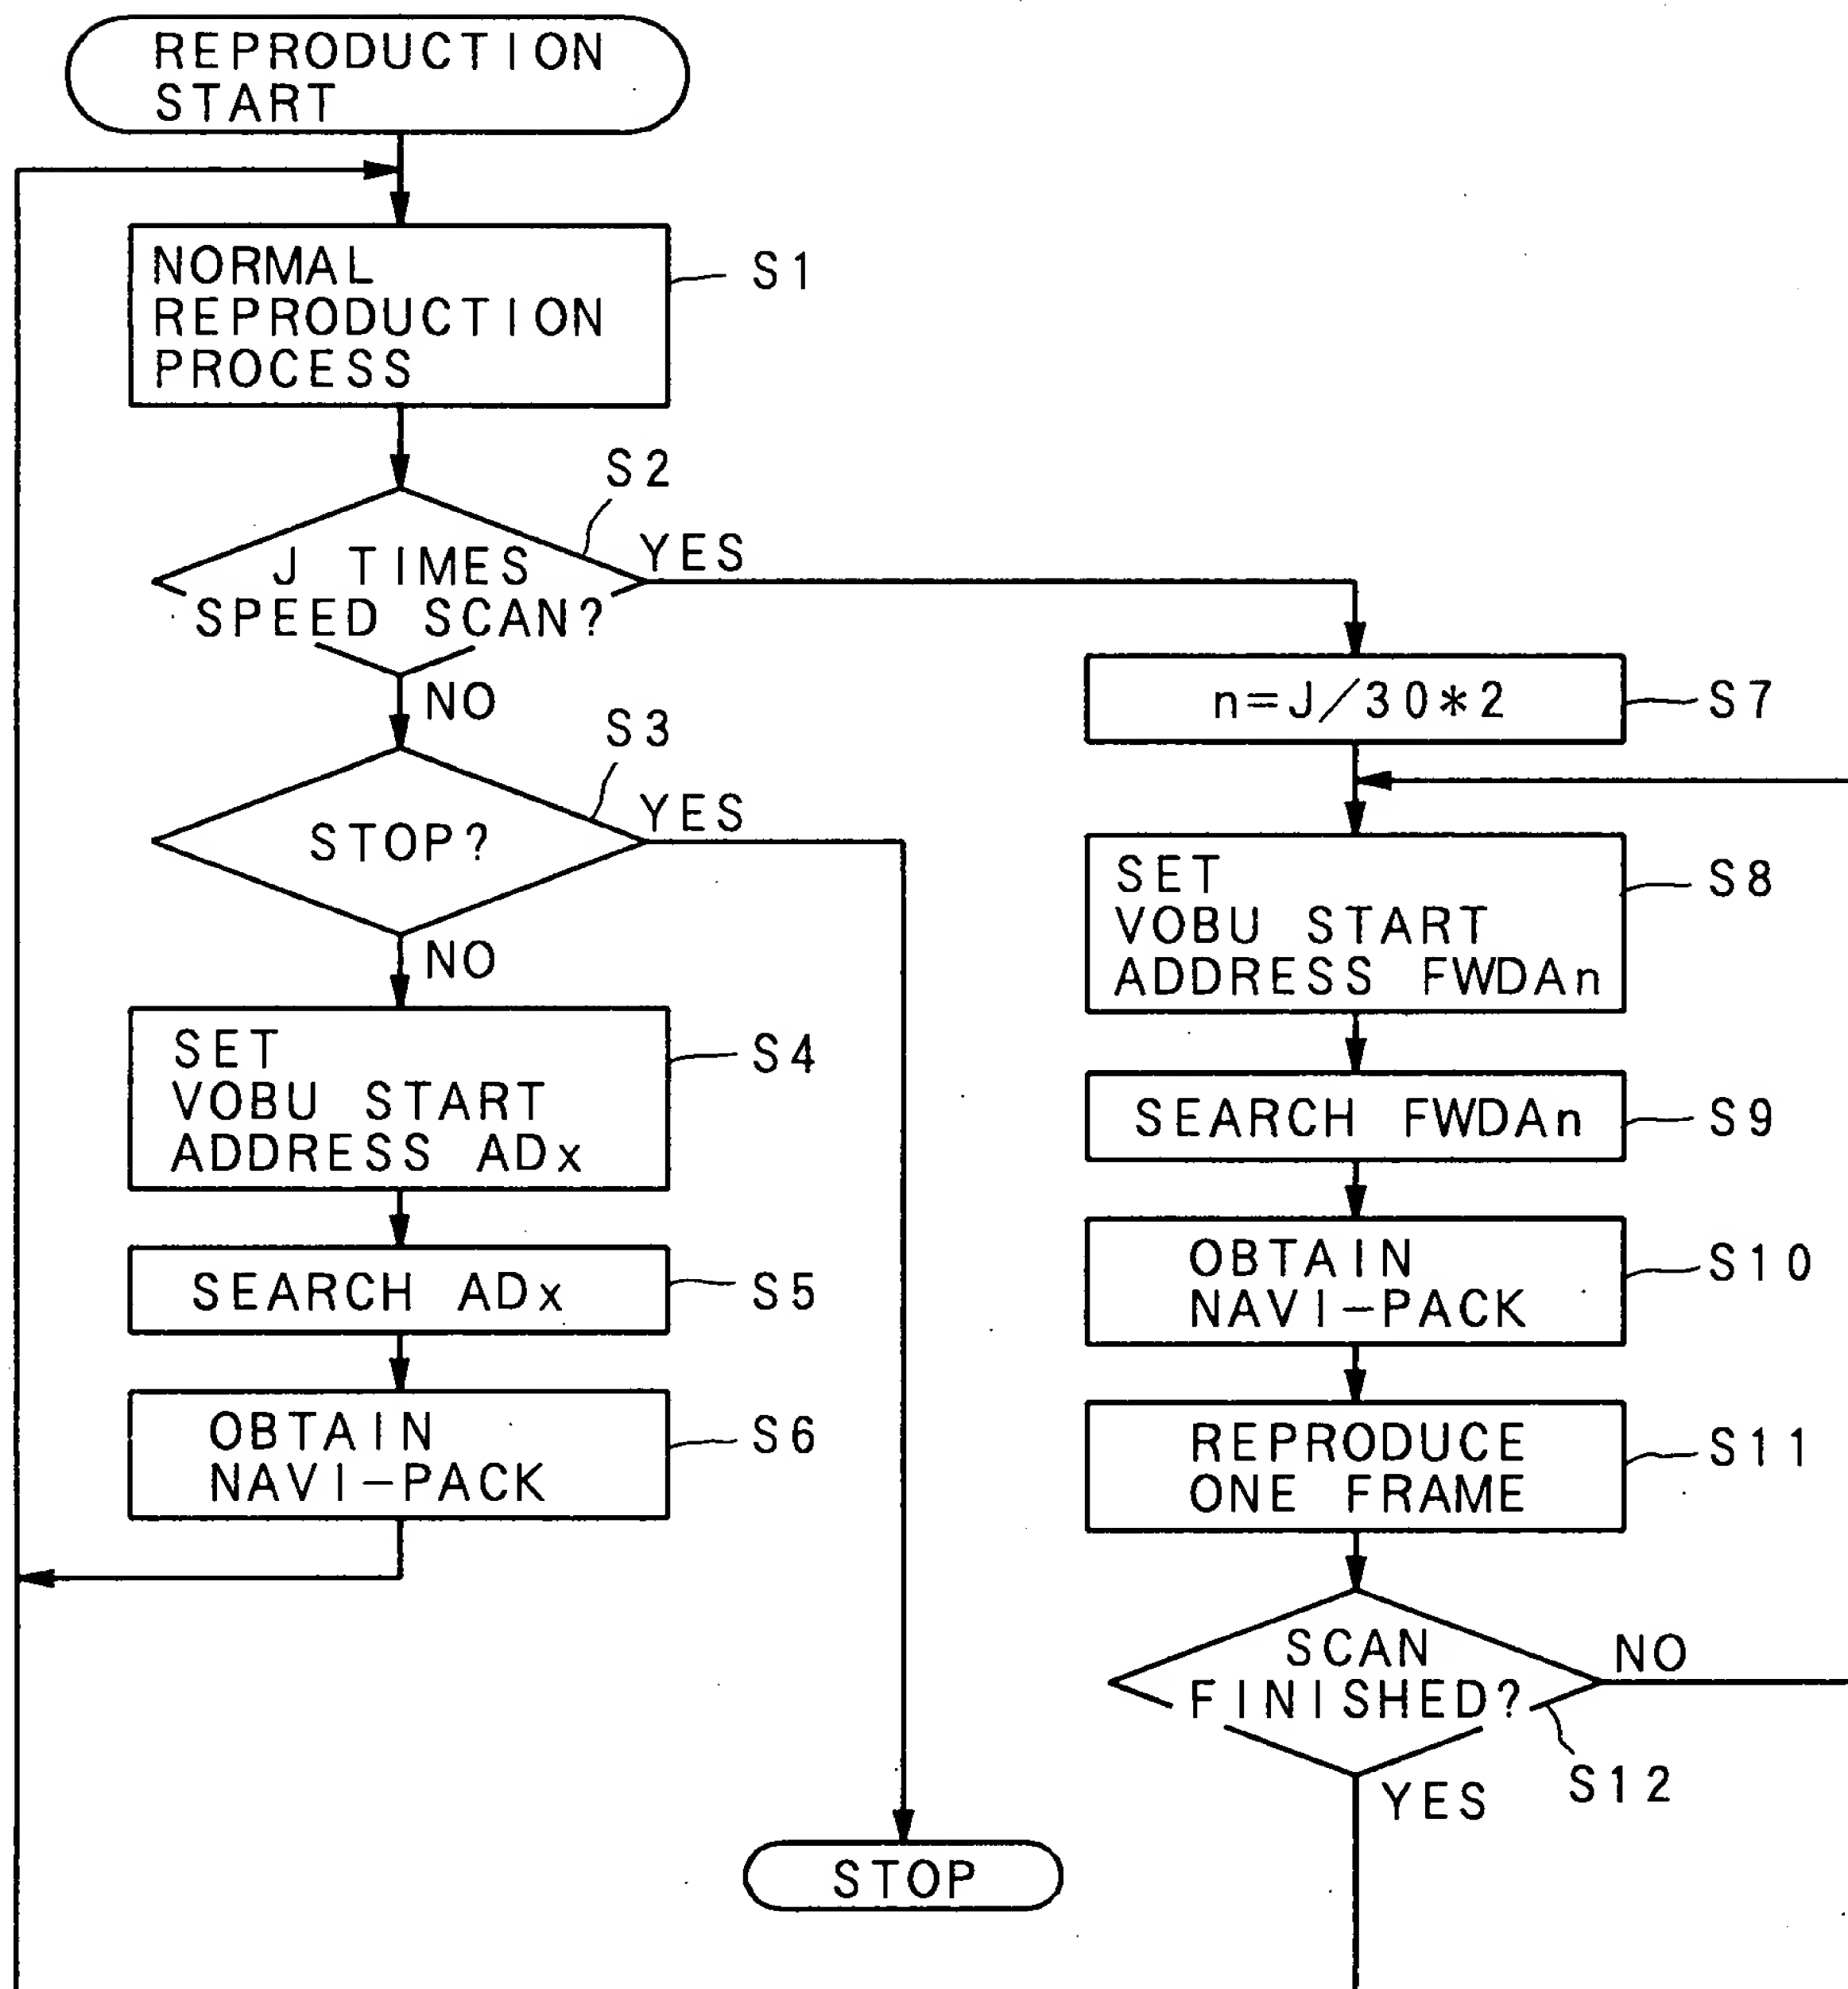 REPRODUCTION
START
NORMAL
REPRODUCTION
PROCESS
S1
S2
J TIMES
SPEED SCAN?
YES
NO
S3
STOP?
YES
NO
SET
VOBU START
ADDRESS ADx
S4
SEARCH ADx
S5
OBTAIN
NAVI-PACK
S6
STOP
n=J/30*2
S7
SET
VOBU START
ADDRESS FWDAn
S8
SEARCH FWDAn
S9
OBTAIN
NAVI-PACK
S10
REPRODUCE
ONE FRAME
S11
SCAN
FINISHED?
NO
S12
YES